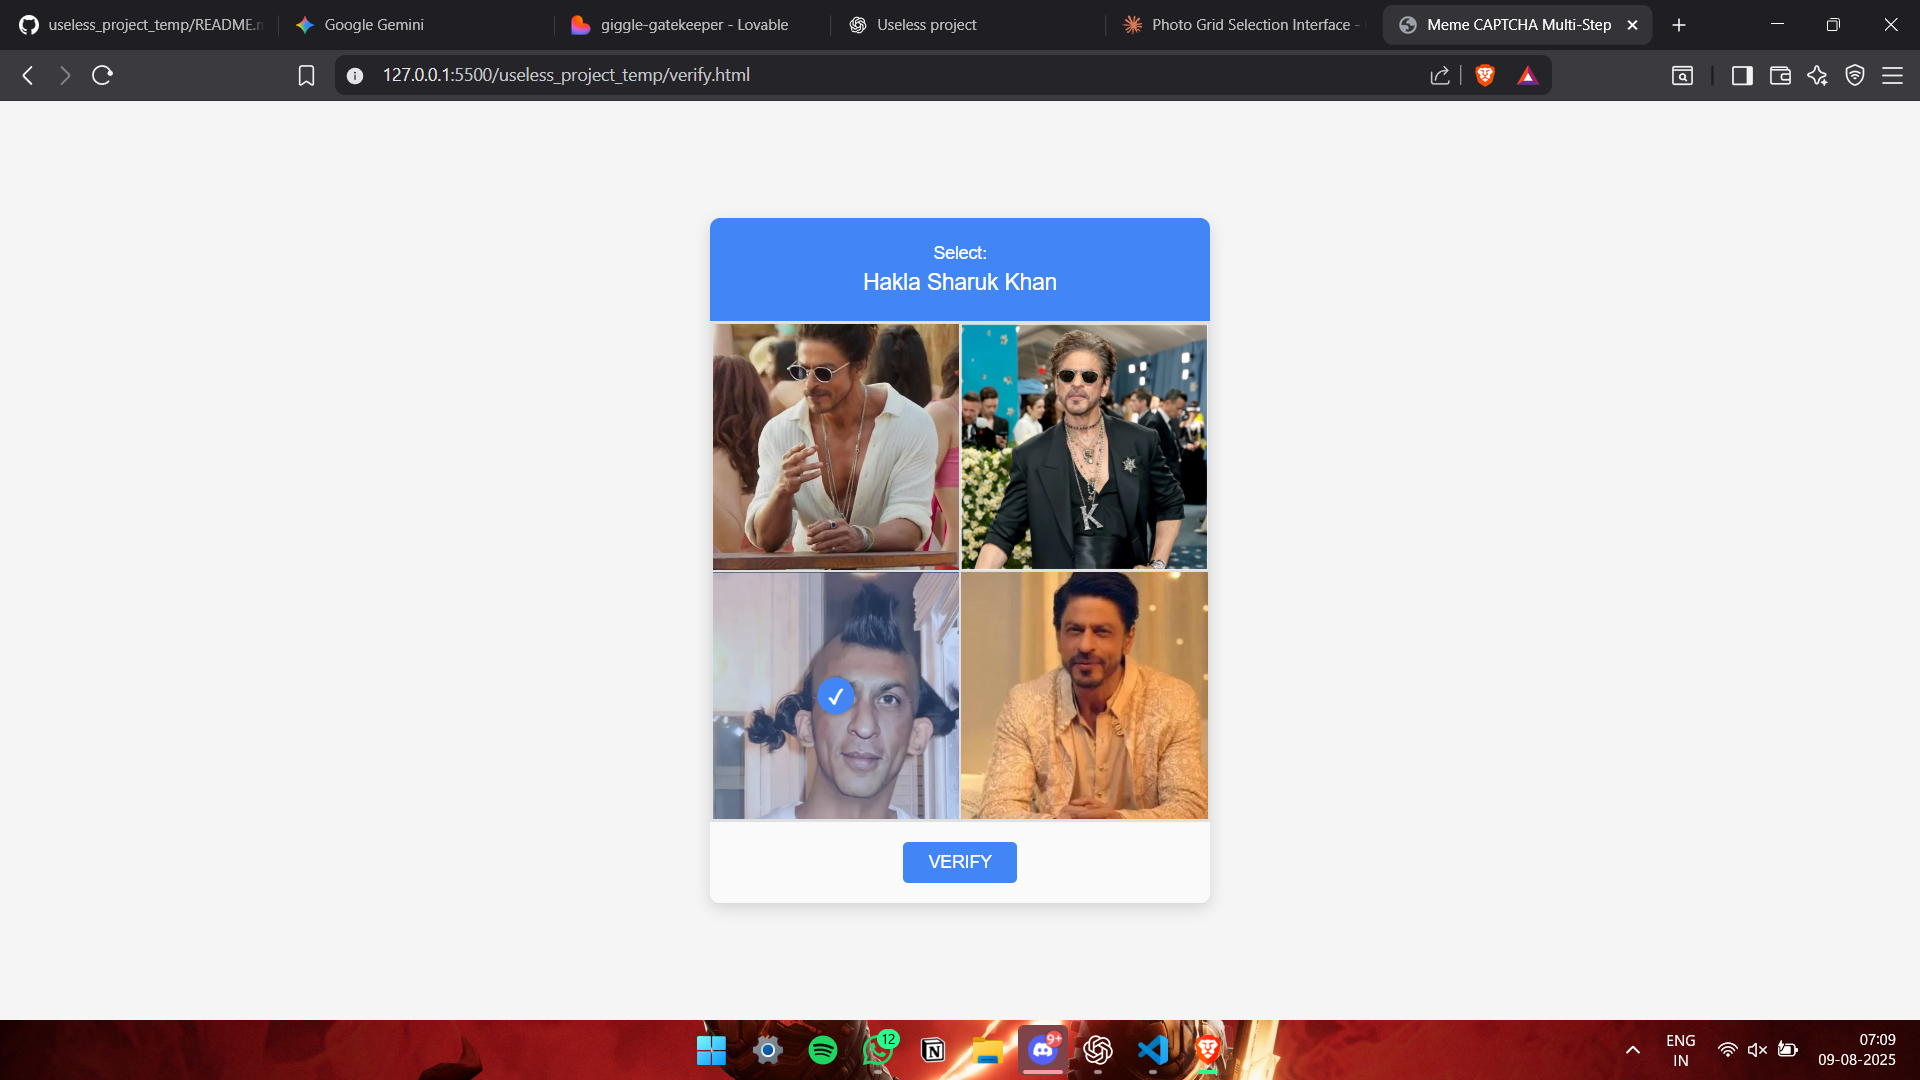 useless_project_temp/README.m
Google Gemini
giggle-gatekeeper - Lovable
Useless project
Photo Grid Selection Interface -
Meme CAPTCHA Multi-Step
127.0.0.1:5500/useless_project_temp/verify.html
Select:
Hakla Sharuk Khan
K
VERIFY
12
9+
ENG
IN
07:09
09-08-2025